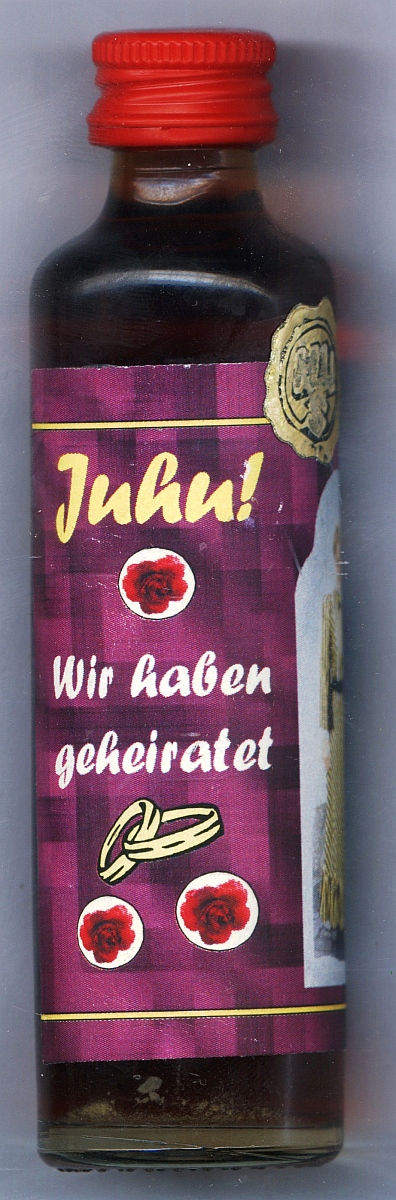 Juhu!
Wir haben
geheiratet